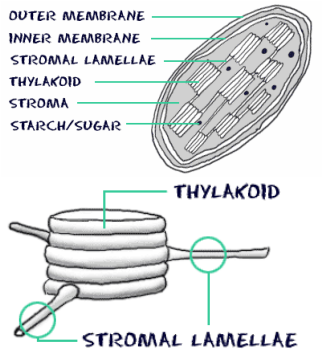 OUTER MEMBRANE
INNER MEMBRANE
STROMAL LAMELLAE
THYLAKOID
STROMA
STARCH/SUGAR
THYLAKOID
STROMAL LAMELLAE